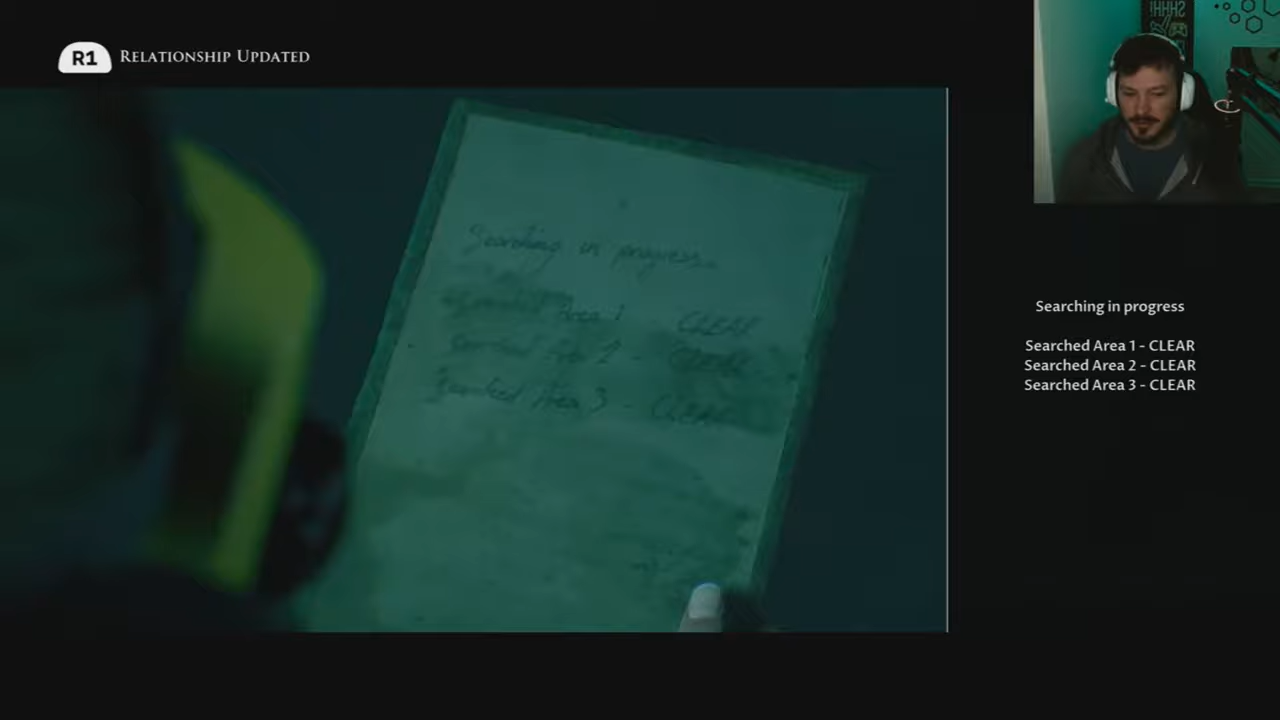 SHHH!
R1 Relationship Updated
Searching in progress
Area 1 CLEAR
Searched Area 2 - CLEAR
Searched Area 3 - CLEAR
Searching in progress
Searched Area 1 - CLEAR
Searched Area 2 - CLEAR
Searched Area 3 - CLEAR